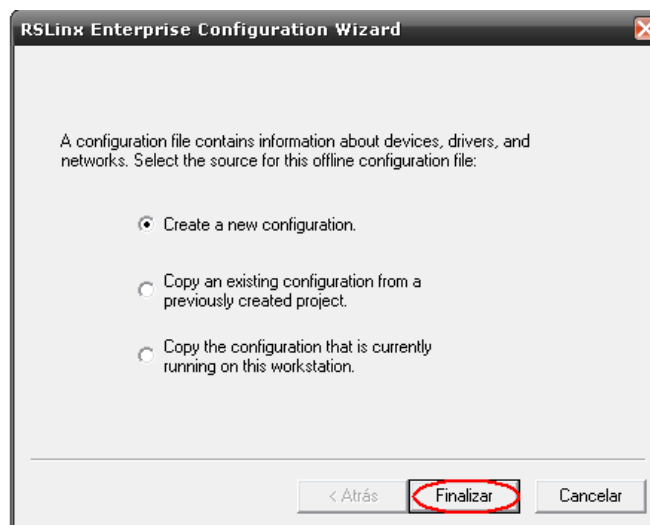 RSLinx Enterprise Configuration Wizard
A configuration file contains information about devices, drivers, and
networks. Select the source for this offline configuration file:
Create a new configuration.
Copy an existing configuration from a
previously created project.
Copy the configuration that is currently
running on this workstation.
< Atrás Finalizar Cancelar